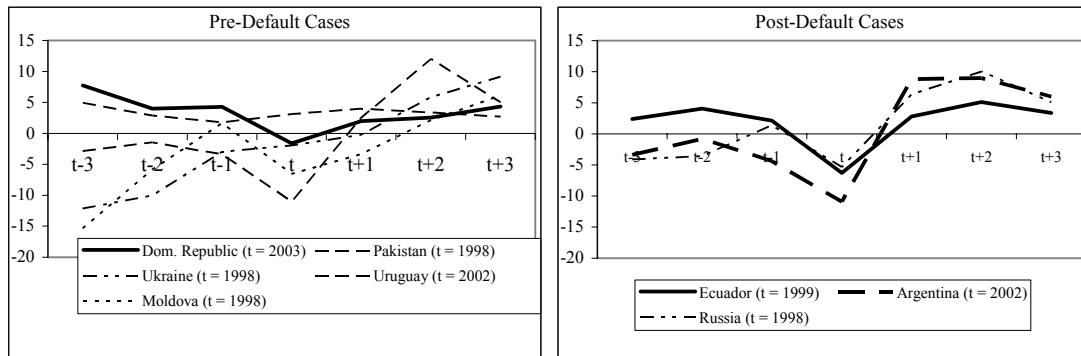 Pre-Default Cases
15
10
5
0
-5
-10
-15
-20
t-3 t-2 t-1 t t+1 t+2 t+3
Dom. Republic (t = 2003) Pakistan (t = 1998)
Ukraine (t = 1998) Uruguay (t = 2002)
Moldova (t = 1998)
Post-Default Cases
15
10
5
0
-5
-10
-15
-20
t-3 t-2 t-1 t t+1 t+2 t+3
Ecuador (t = 1999) Argentina (t = 2002)
Russia (t = 1998)